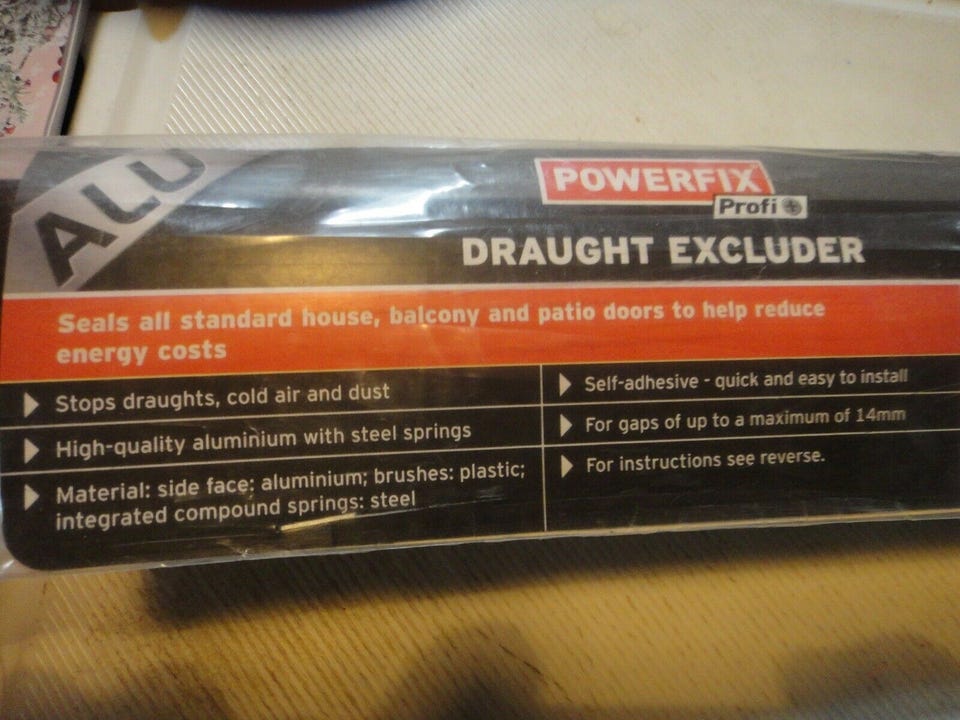 ALU
POWERFIX
Profi
DRAUGHT EXCLUDER
Seals all standard house, balcony and patio doors to help reduce
energy costs
Stops draughts, cold air and dust
High-quality aluminium with steel springs
Material: side face: aluminium; brushes: plastic;
integrated compound springs: steel
Self-adhesive - quick and easy to install
For gaps of up to a maximum of 14mm
For instructions see reverse.